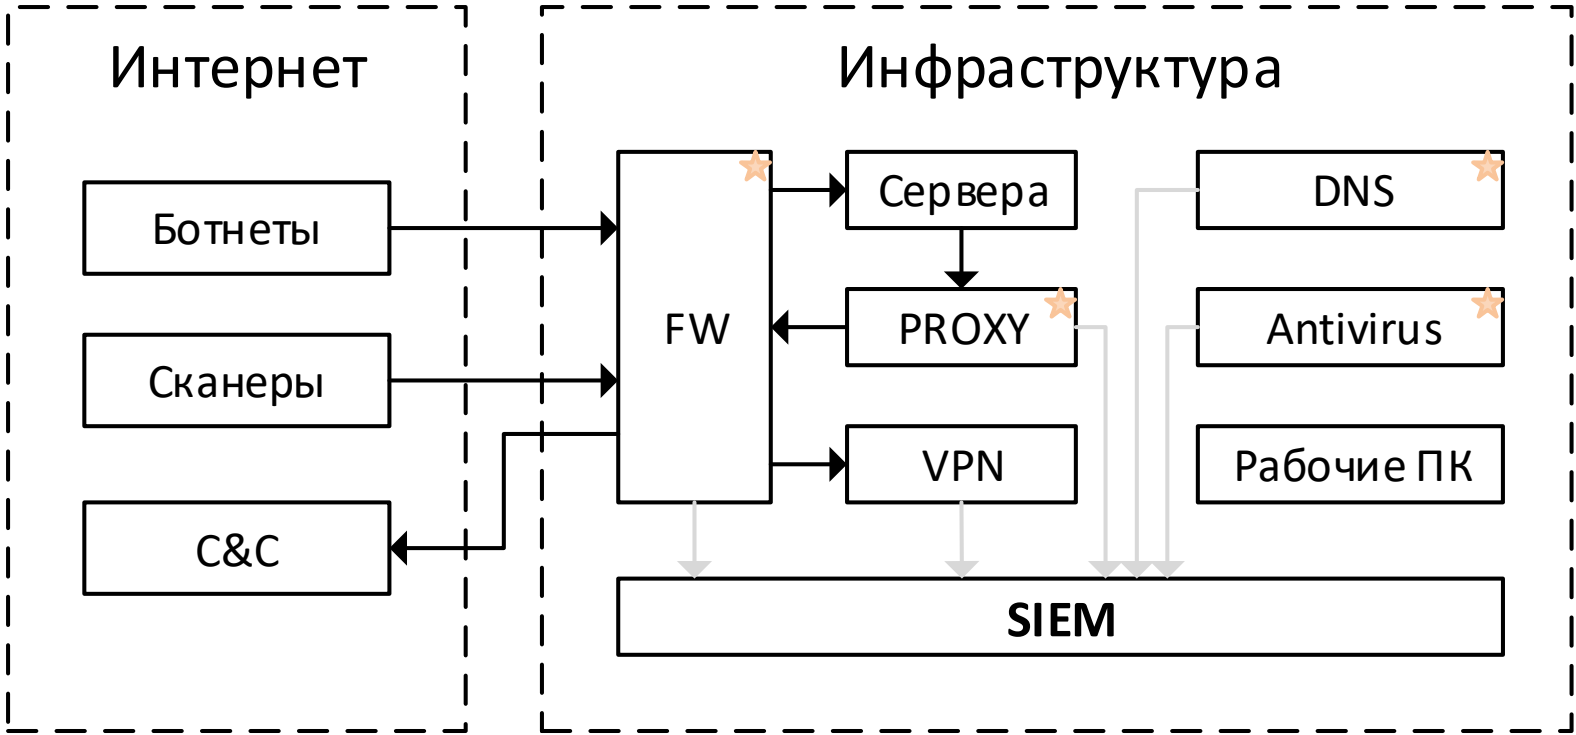 Интернет
Ботнеты
Сканеры
C&C
Инфраструктура
FW
Сервера
PROXY
VPN
DNS
Antivirus
Рабочие ПК
SIEM